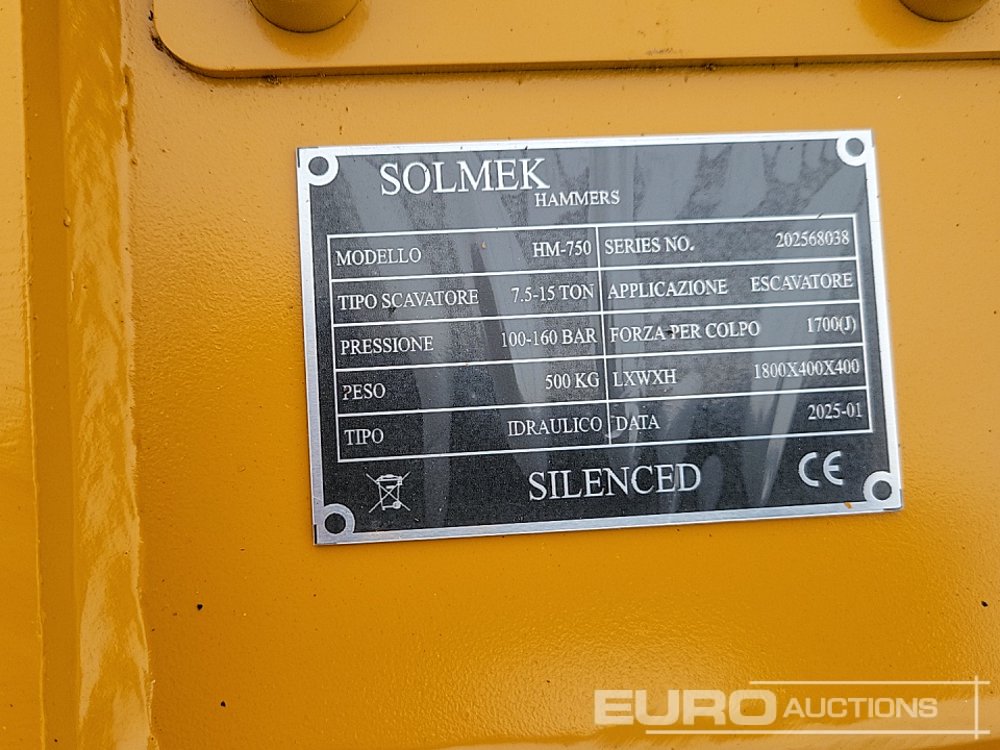 SOLMEK
HAMMERS
MODELLO HM-750 SERIES NO. 202568038
TIPO SCAVATORE 7.5-15 TON APPLICAZIONE ESCAVATORE
PRESSIONE 100-160 BAR FORZA PER COLPO 1700(J)
PESO 500 KG LXWXH 1800X400X400
TIPO IDRAULICO DATA 2025-01
SILENCED CE
EURO AUCTIONS